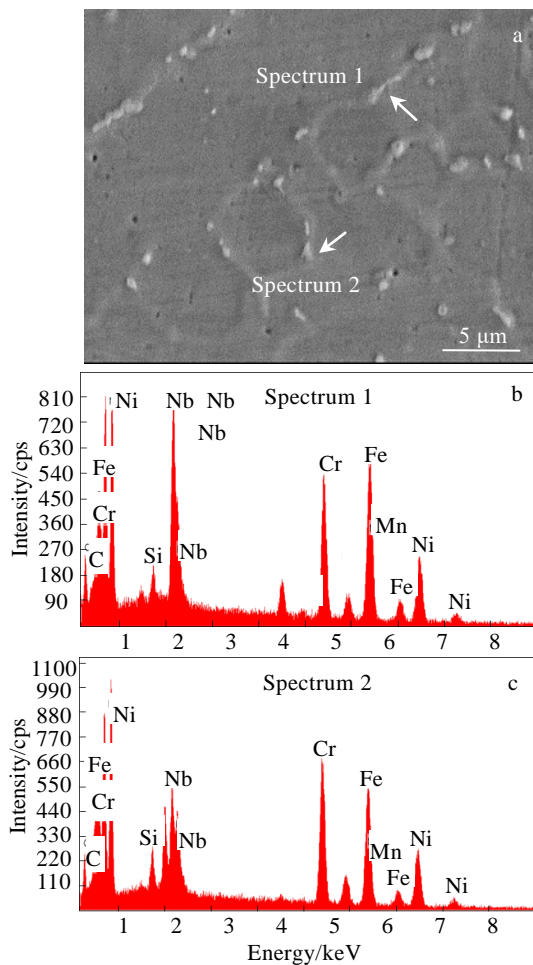 a
Spectrum 1
Spectrum 2
5 μm
Spectrum 1
b
Intensity/cps
810
720
630
540
450
360
270
180
90
Ni
Nb
Nb
Nb
Fe
Cr
C
Si
Nb
Cr
Fe
Mn
Ni
Fe
Ni
1 2 3 4 5 6 7 8
Spectrum 2
c
Intensity/cps
1100
990
880
770
660
550
440
330
220
110
Ni
Fe
Cr
C
Si
Nb
Nb
Cr
Fe
Mn
Ni
Fe
Ni
1 2 3 4 5 6 7 8
Energy/keV